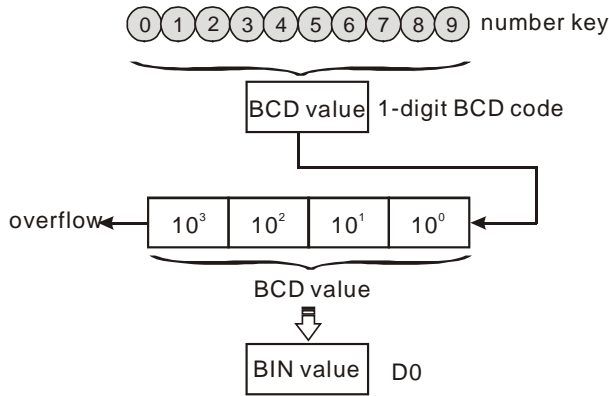 0 1 2 3 4 5 6 7 8 9 number key
BCD value 1-digit BCD code
overflow 10³ 10² 10¹ 10⁰
BCD value
BIN value D0